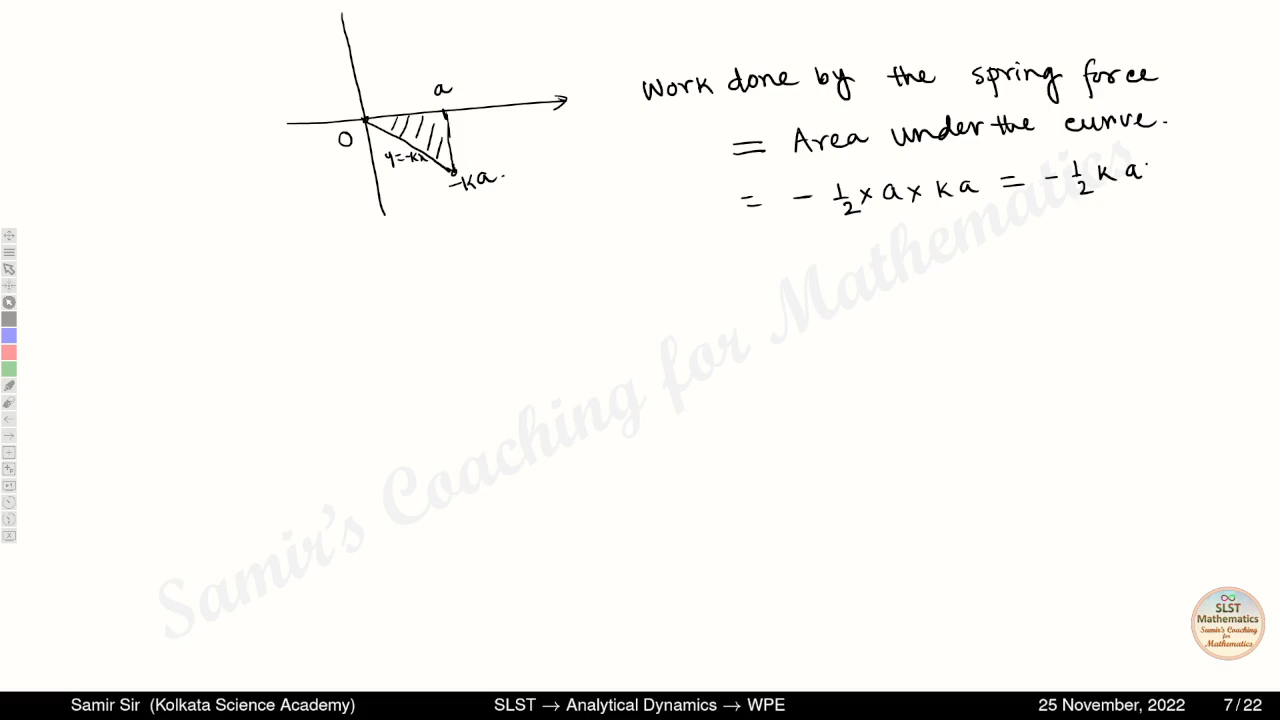 a
O
y=-kx
-ka.
Work done by the spring force
= Area under the curve.
= - 1/2 × a × ka = - 1/2 ka
Samir's Coaching for Mathematics
∞
SLST
Mathematics
Samir's Coaching
for
Mathematics
Samir Sir (Kolkata Science Academy) SLST → Analytical Dynamics → WPE 25 November, 2022 7 / 22